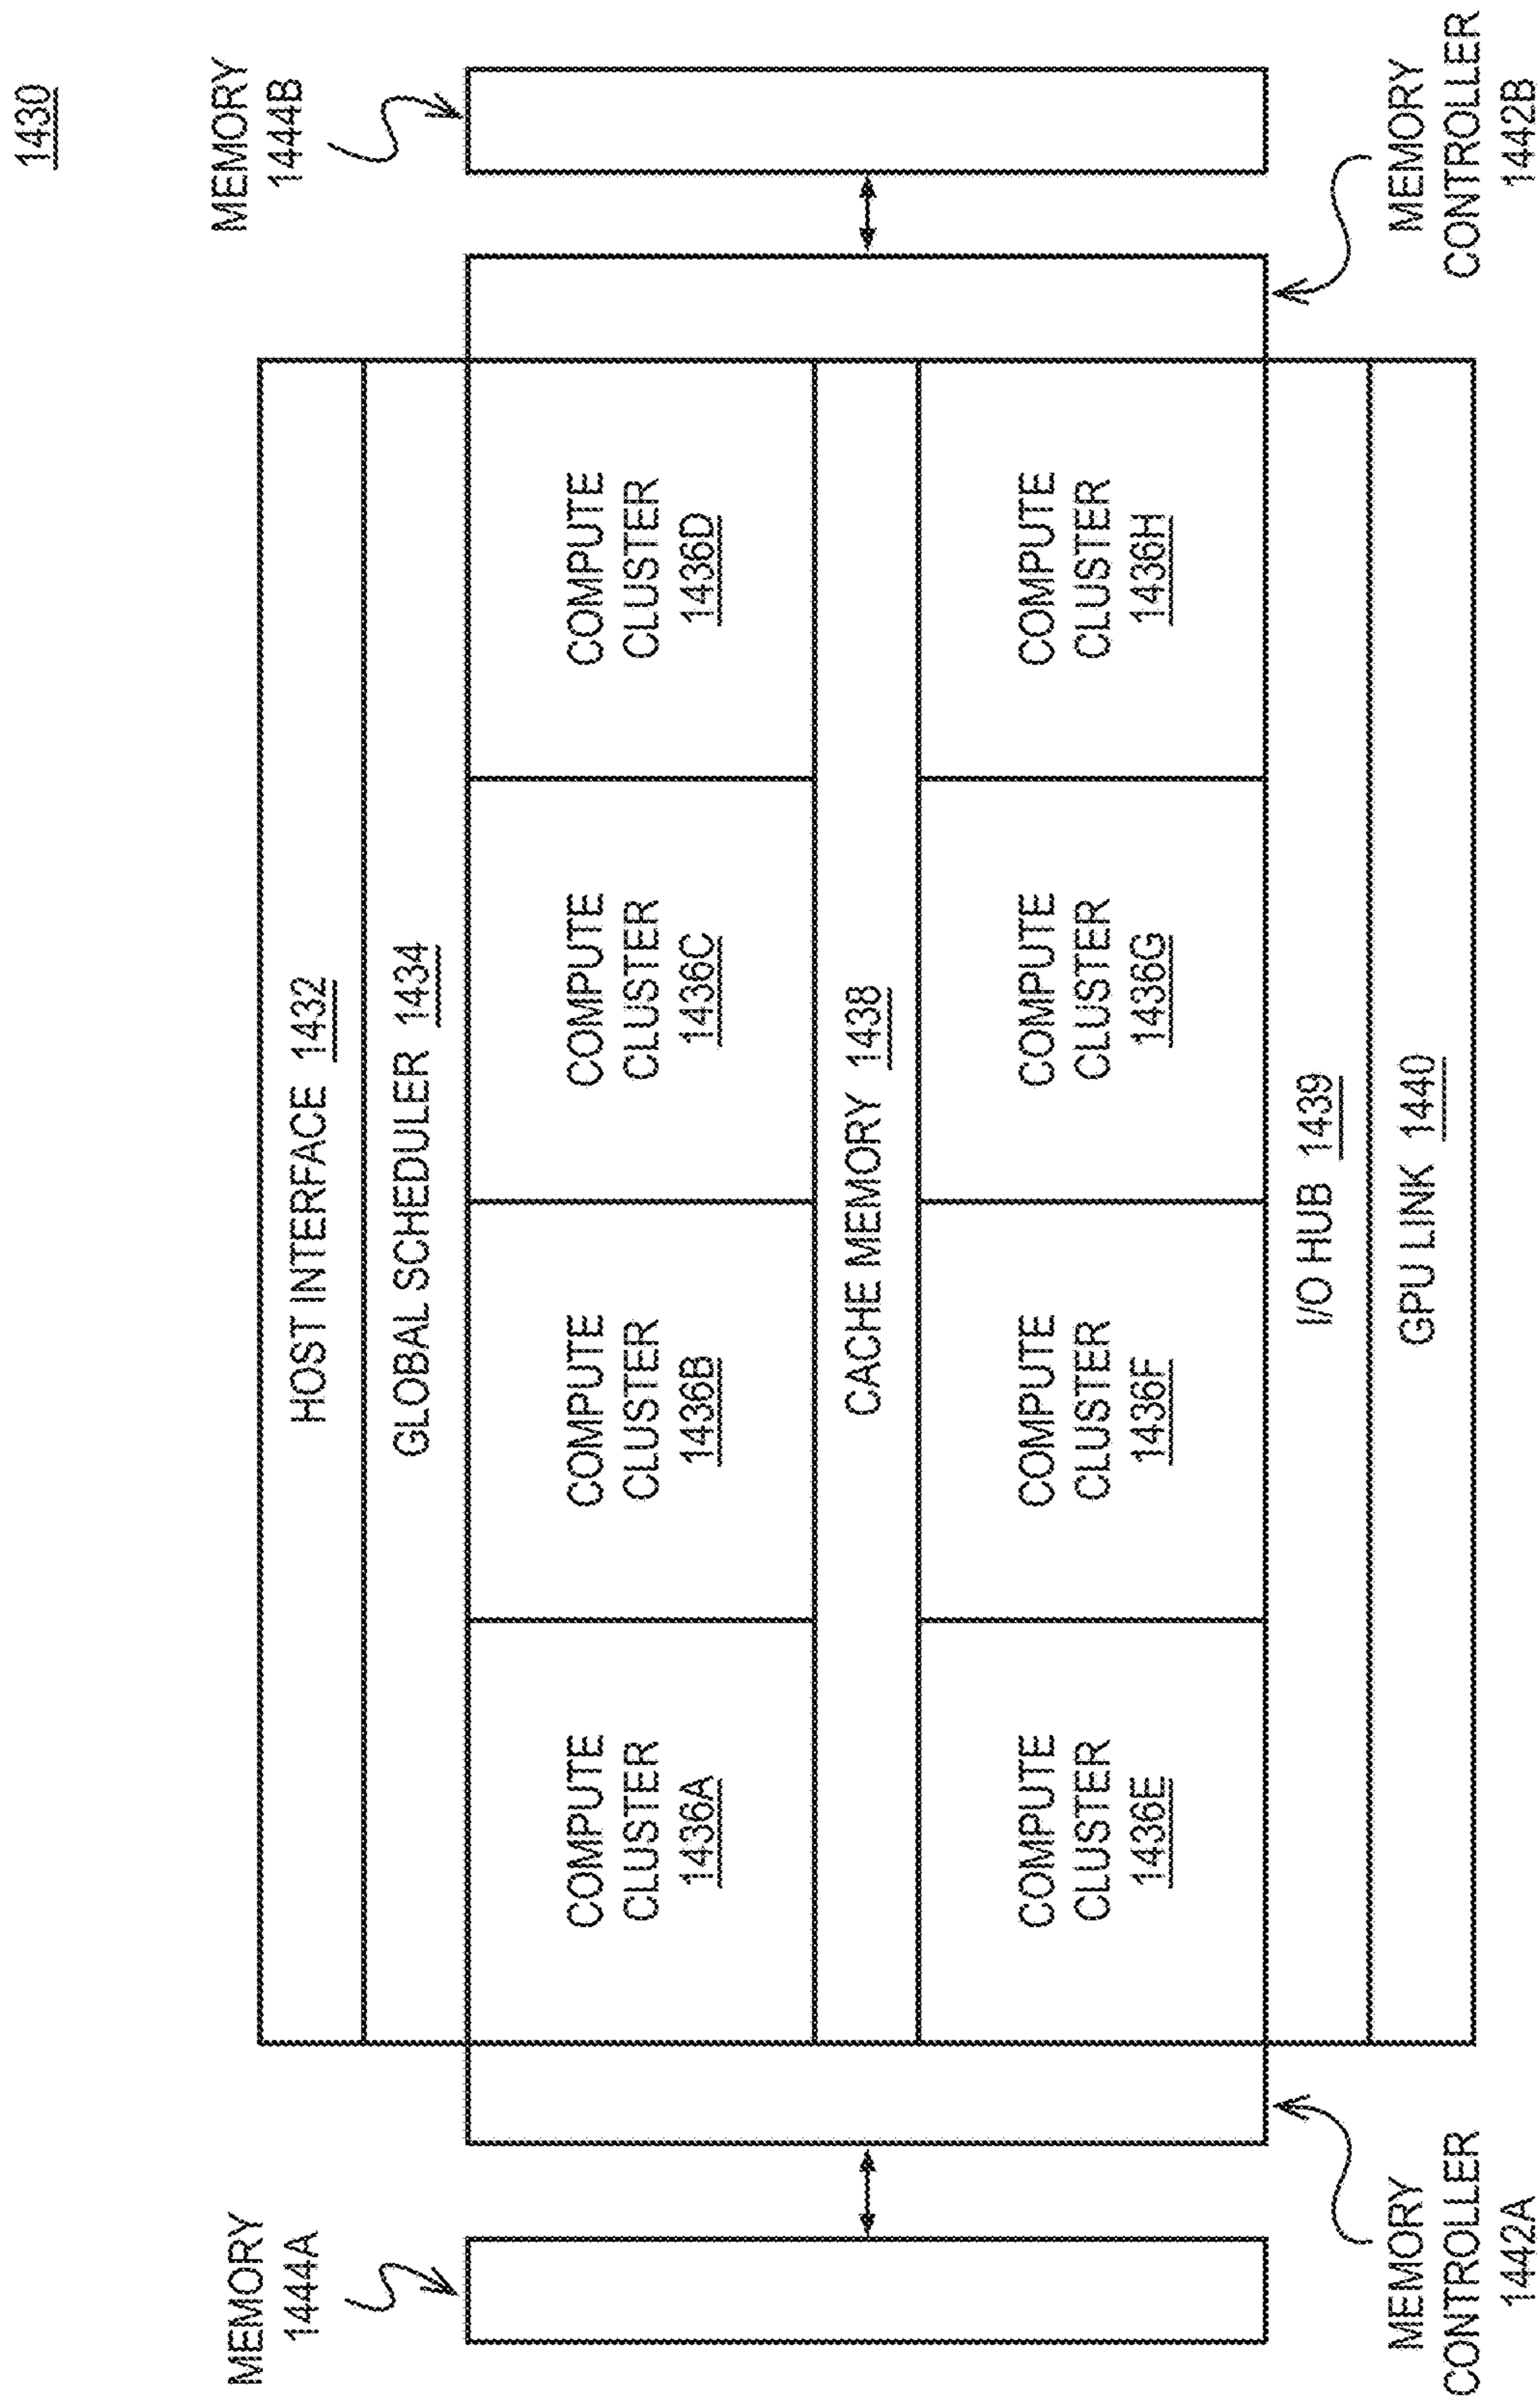 1430
HOST INTERFACE 1432
GLOBAL SCHEDULER 1434
MEMORY
1444A
MEMORY
1444B
COMPUTE
CLUSTER
1436A
COMPUTE
CLUSTER
1436B
COMPUTE
CLUSTER
1436C
COMPUTE
CLUSTER
1436D
CACHE MEMORY 1438
COMPUTE
CLUSTER
1436E
COMPUTE
CLUSTER
1436F
COMPUTE
CLUSTER
1436G
COMPUTE
CLUSTER
1436H
I/O HUB 1439
GPU LINK 1440
MEMORY
CONTROLLER
1442A
MEMORY
CONTROLLER
1442B